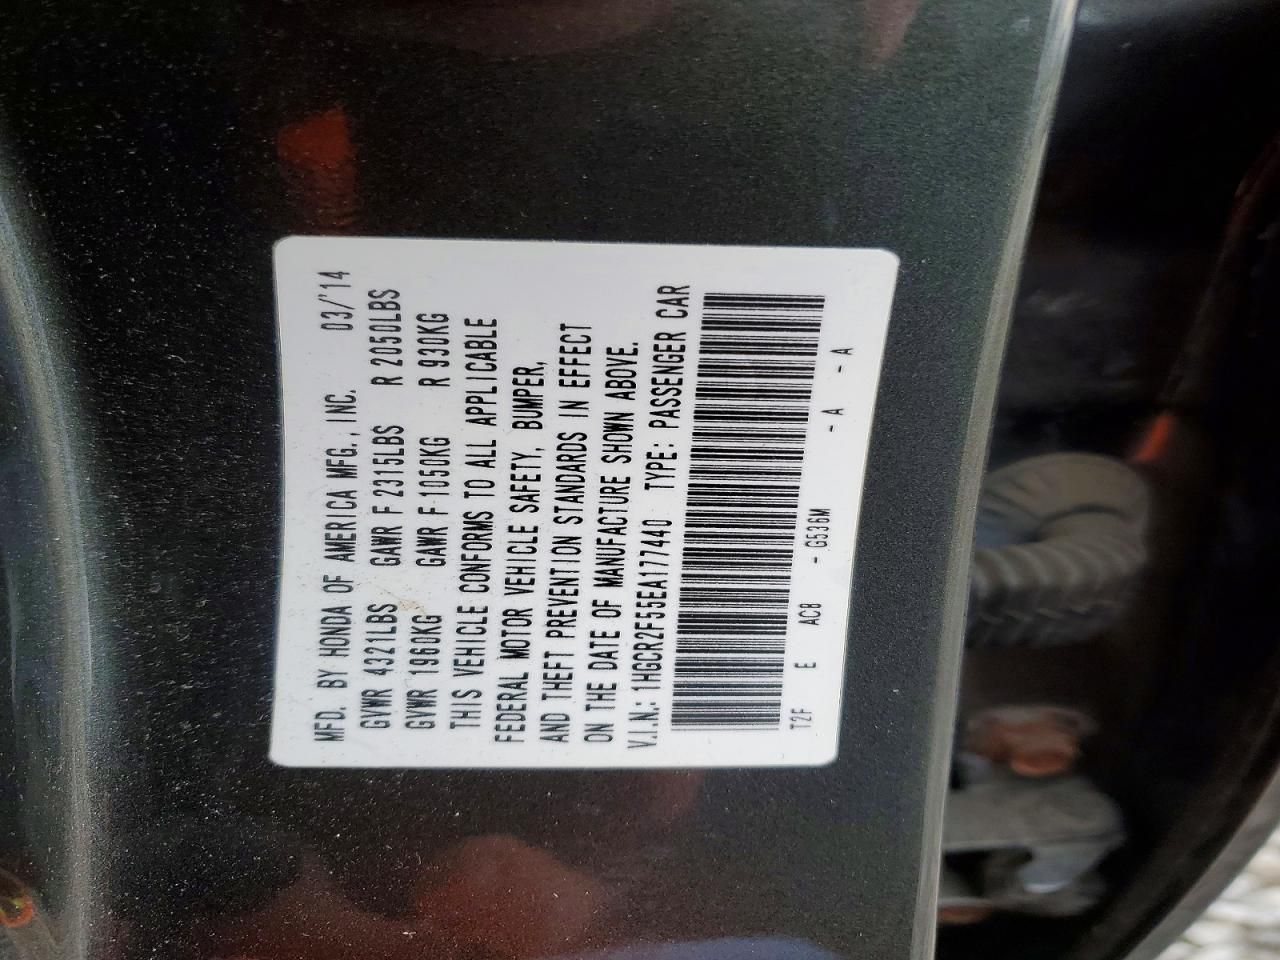 MFD. BY HONDA OF AMERICA MFG., INC. 03/'14
GVWR 4321LBS GAWR F 2315LBS R 2050LBS
GVWR 1960KG GAWR F 1050KG R 930KG
THIS VEHICLE CONFORMS TO ALL APPLICABLE
FEDERAL MOTOR VEHICLE SAFETY, BUMPER,
AND THEFT PREVENTION STANDARDS IN EFFECT
ON THE DATE OF MANUFACTURE SHOWN ABOVE.
V.I.N.: 1HGCR2F55EA177440 TYPE: PASSENGER CAR
T2F E AC8 - G536M - A - A